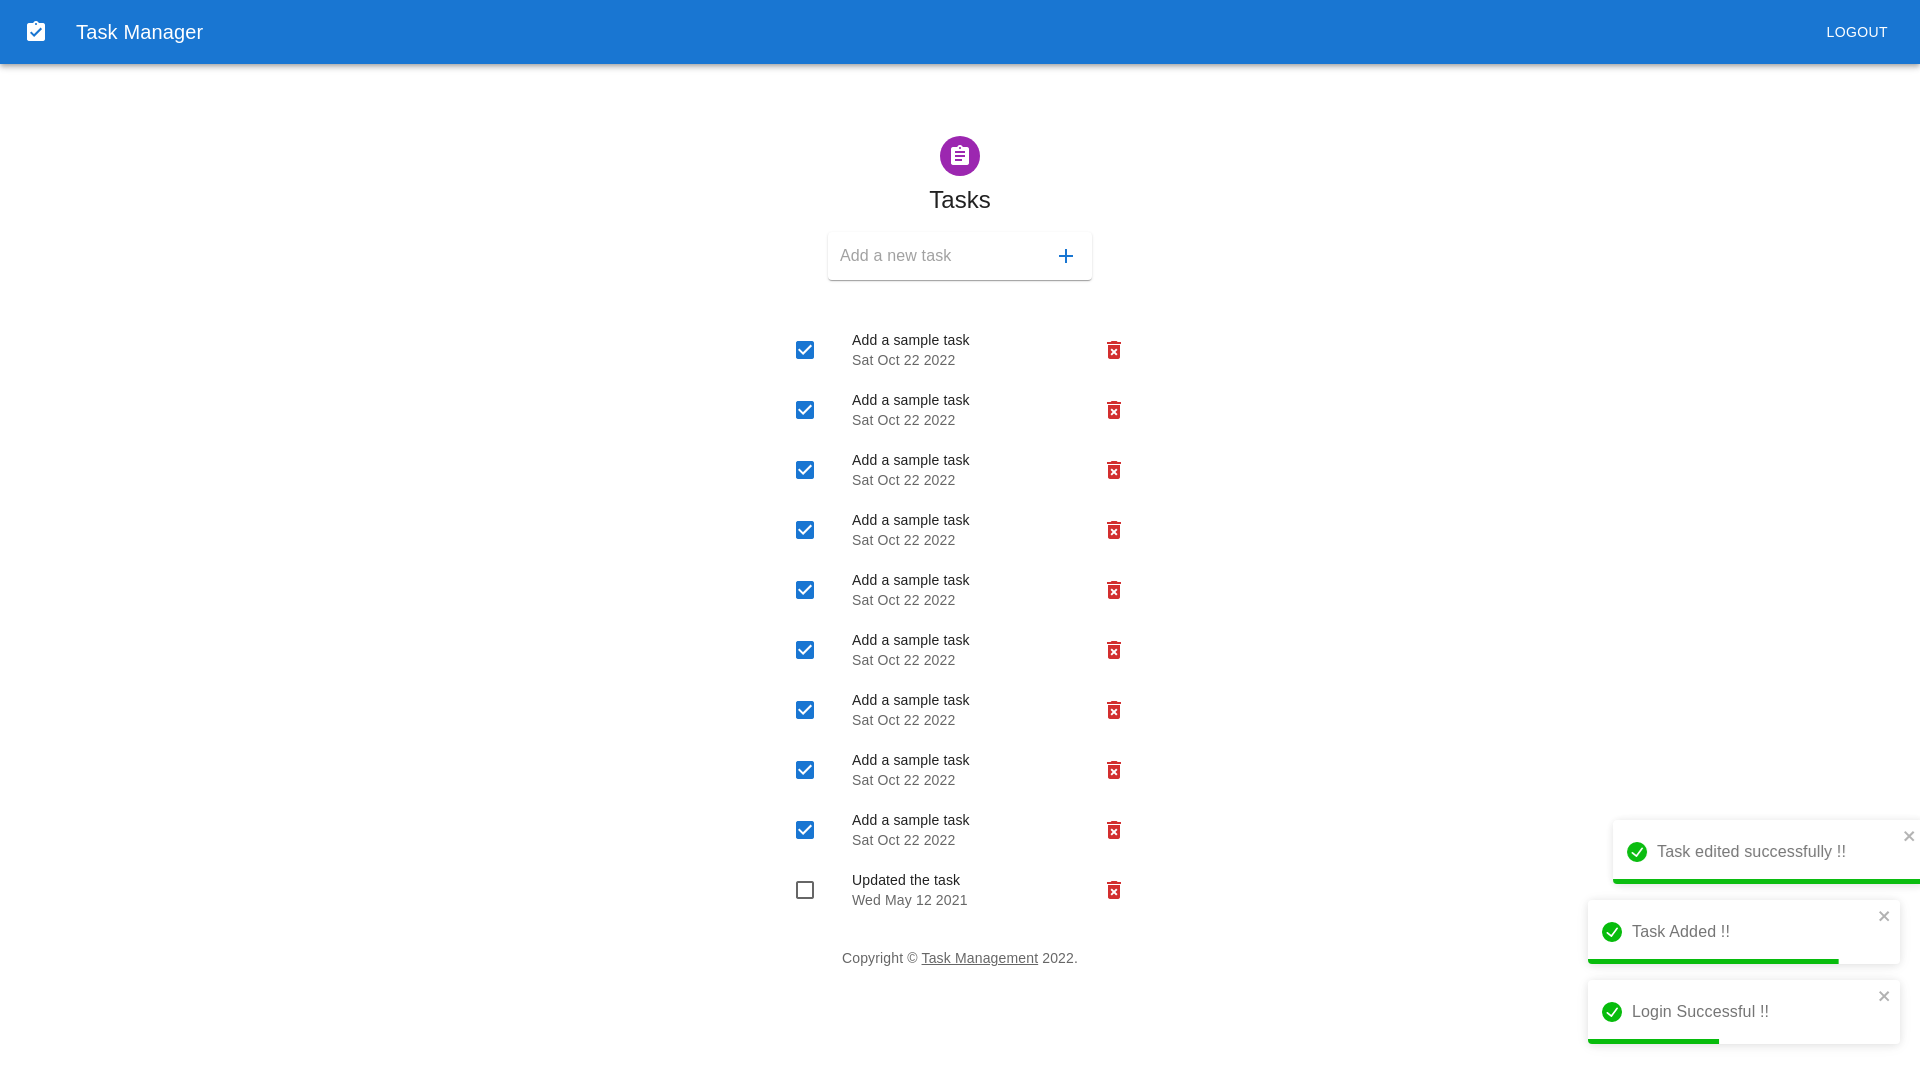 Task Manager
LOGOUT
Tasks
Add a new task
Add a sample task
Sat Oct 22 2022
Add a sample task
Sat Oct 22 2022
Add a sample task
Sat Oct 22 2022
Add a sample task
Sat Oct 22 2022
Add a sample task
Sat Oct 22 2022
Add a sample task
Sat Oct 22 2022
Add a sample task
Sat Oct 22 2022
Add a sample task
Sat Oct 22 2022
Add a sample task
Sat Oct 22 2022
Updated the task
Wed May 12 2021
Copyright © Task Management 2022.
Task edited successfully !!
Task Added !!
Login Successful !!